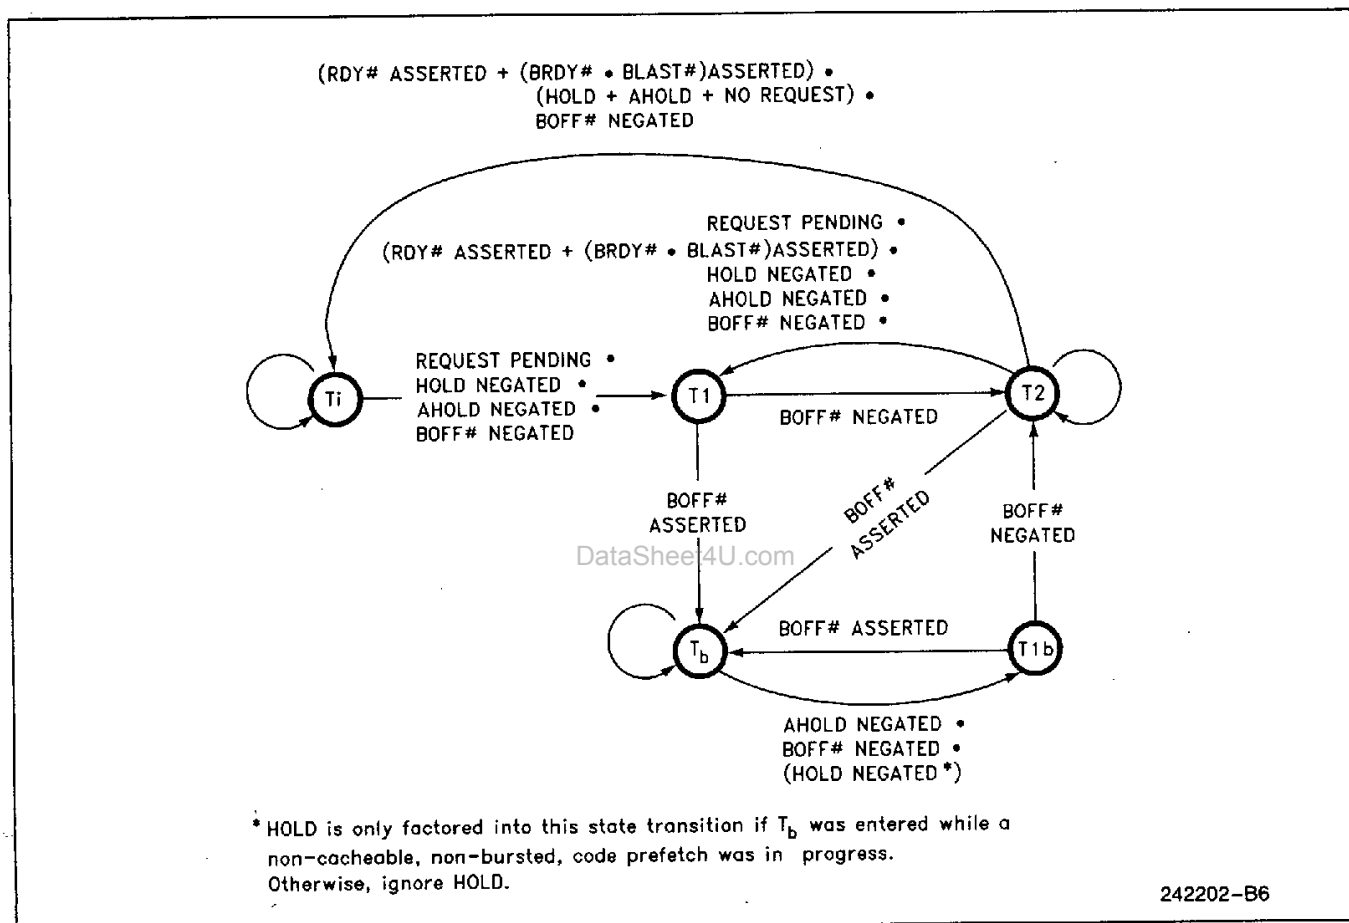 (RDY# ASSERTED + (BRDY# • BLAST#)ASSERTED) •
(HOLD + AHOLD + NO REQUEST) •
BOFF# NEGATED
REQUEST PENDING •
(RDY# ASSERTED + (BRDY# • BLAST#)ASSERTED) •
HOLD NEGATED •
AHOLD NEGATED •
BOFF# NEGATED •
REQUEST PENDING •
HOLD NEGATED •
AHOLD NEGATED •
BOFF# NEGATED
Ti
T1
T2
BOFF# NEGATED
BOFF#
ASSERTED
BOFF#
ASSERTED
BOFF#
NEGATED
DataSheet4U.com
BOFF# ASSERTED
Tb
T1b
AHOLD NEGATED •
BOFF# NEGATED •
(HOLD NEGATED*)
* HOLD is only factored into this state transition if Tb was entered while a
non-cacheable, non-bursted, code prefetch was in progress.
Otherwise, ignore HOLD.
242202-B6